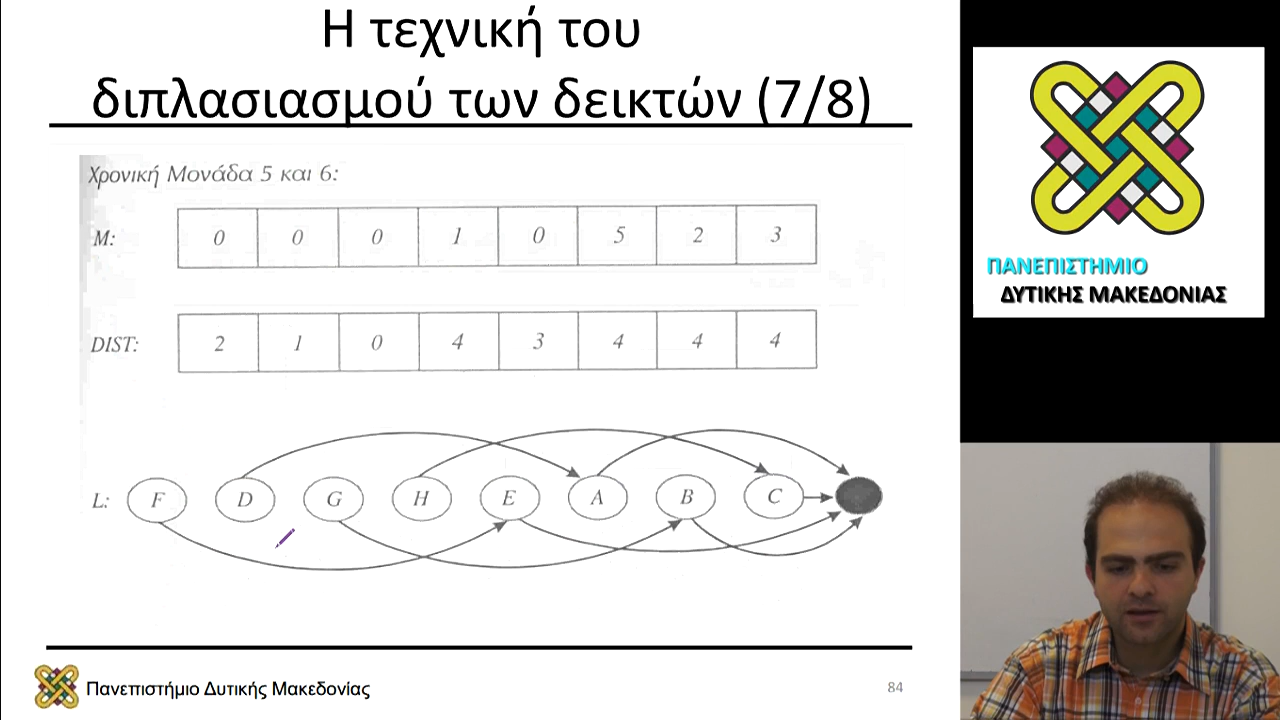 Η τεχνική του
διπλασιασμού των δεικτών (7/8)
Χρονική Μονάδα 5 και 6:
M: 0 0 0 1 0 5 2 3
DIST: 2 1 0 4 3 4 4 4
L: F D G H E A B C
Πανεπιστήμιο Δυτικής Μακεδονίας
84
ΠΑΝΕΠΙΣΤΗΜΙΟ
ΔΥΤΙΚΗΣ ΜΑΚΕΔΟΝΙΑΣ